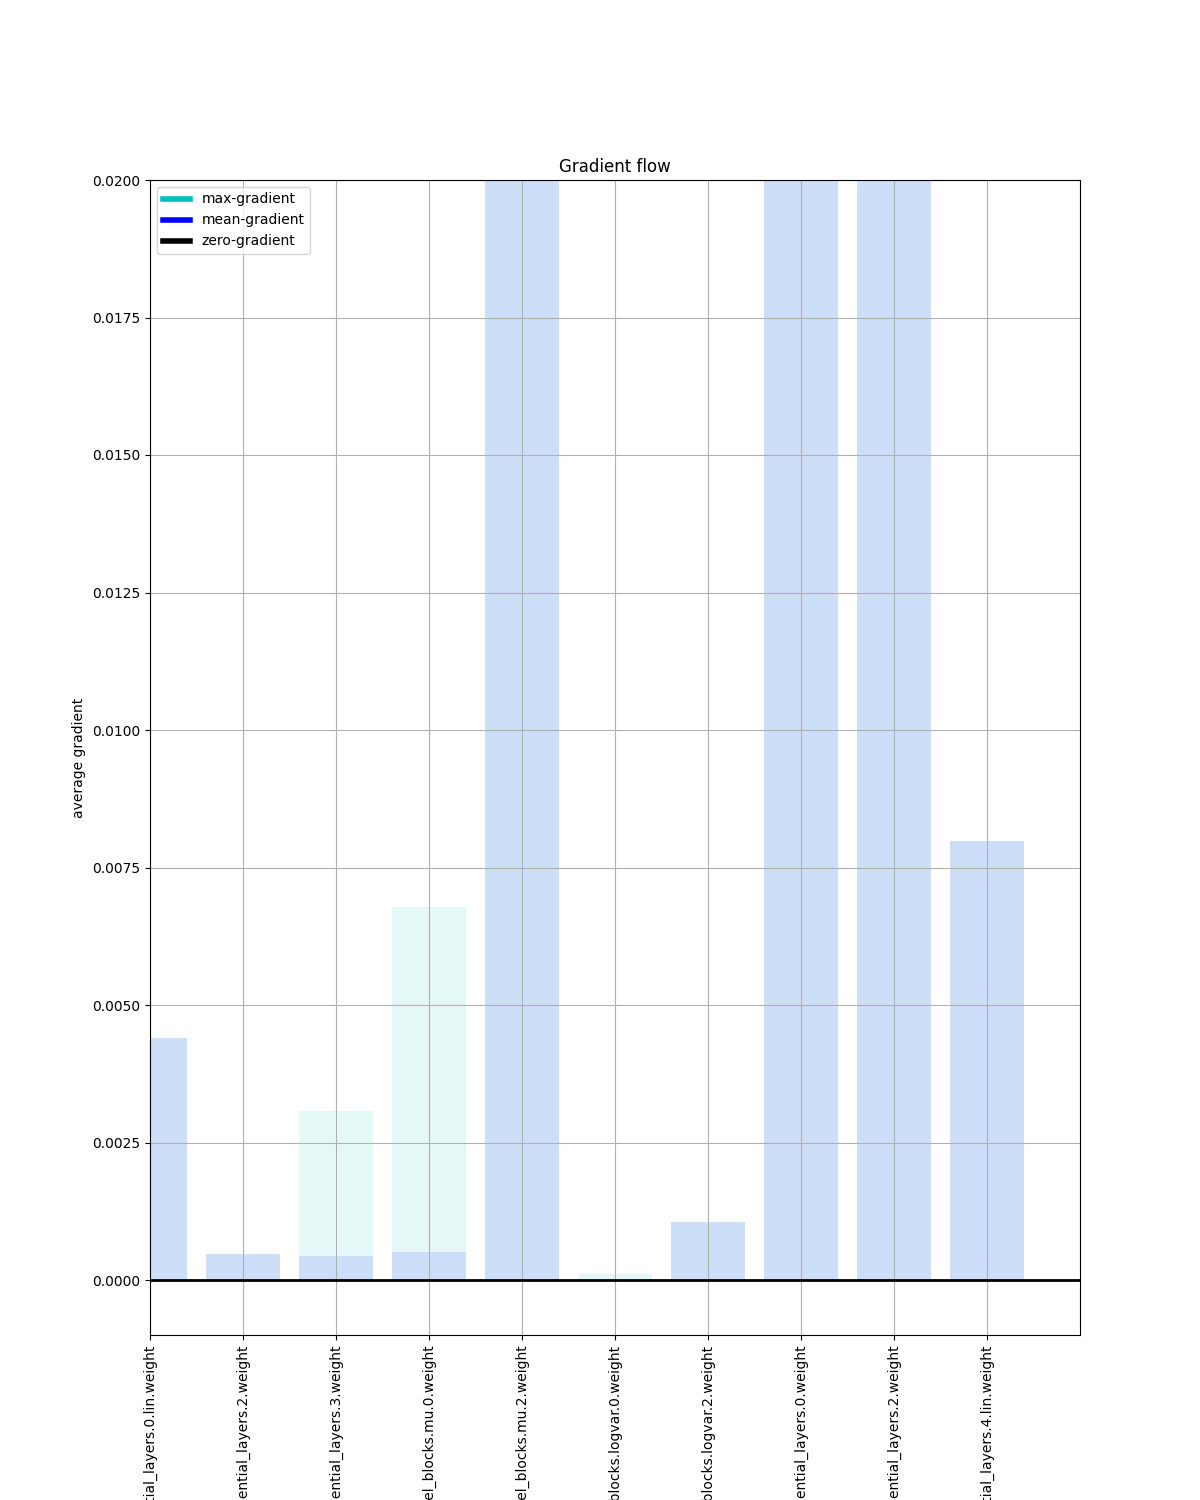 Gradient flow
max-gradient
mean-gradient
zero-gradient
average gradient
0.0200
0.0175
0.0150
0.0125
0.0100
0.0075
0.0050
0.0025
0.0000
tial_layers.0.lin.weight
ential_layers.2.weight
ential_layers.3.weight
el_blocks.mu.0.weight
el_blocks.mu.2.weight
blocks.logvar.0.weight
blocks.logvar.2.weight
ential_layers.0.weight
ential_layers.2.weight
tial_layers.4.lin.weight